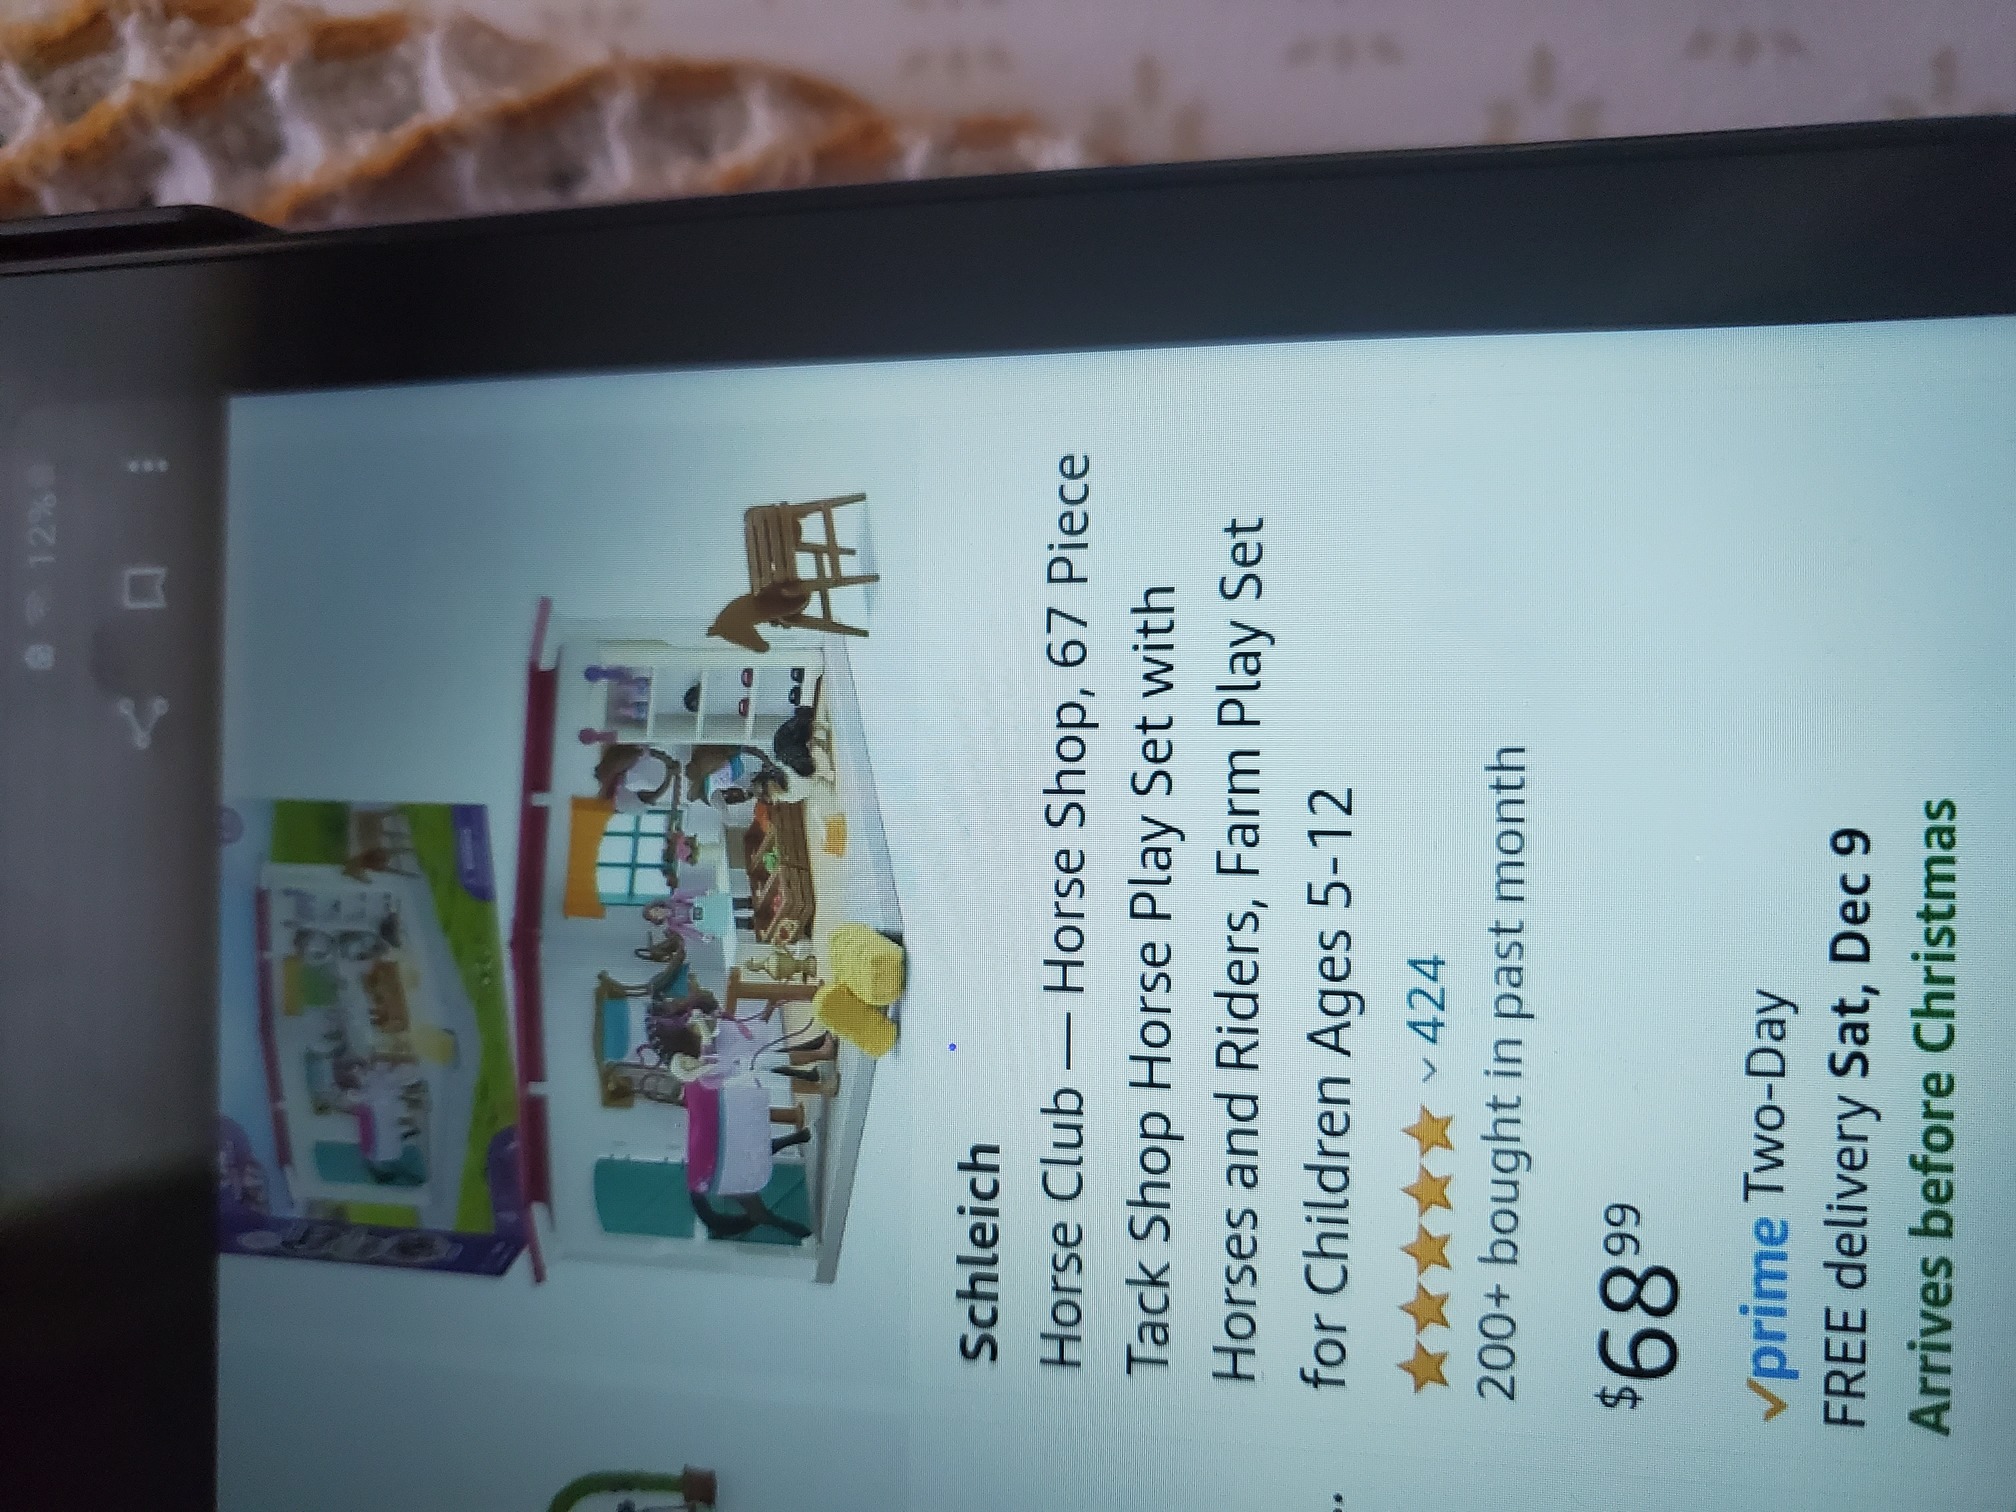 12%
Schleich
Horse Club — Horse Shop, 67 Piece
Tack Shop Horse Play Set with
Horses and Riders, Farm Play Set
for Children Ages 5-12
424
200+ bought in past month
$6899
prime Two-Day
FREE delivery Sat, Dec 9
Arrives before Christmas
..